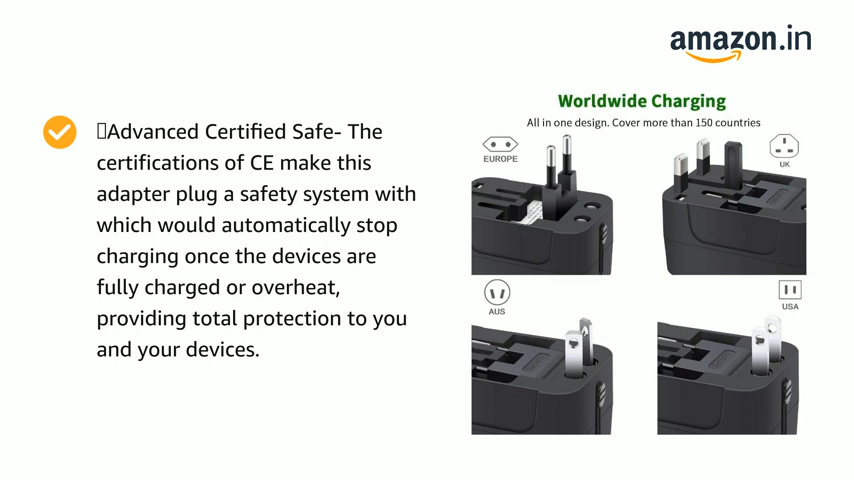 amazon.in
Advanced Certified Safe- The
certifications of CE make this
adapter plug a safety system with
which would automatically stop
charging once the devices are
fully charged or overheat,
providing total protection to you
and your devices.
Worldwide Charging
All in one design. Cover more than 150 countries
EUROPE
UK
AUS
USA